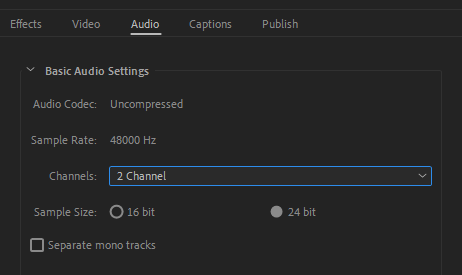 Effects Video Audio Captions Publish
Basic Audio Settings
Audio Codec: Uncompressed
Sample Rate: 48000 Hz
Channels: 2 Channel
Sample Size: 16 bit 24 bit
Separate mono tracks